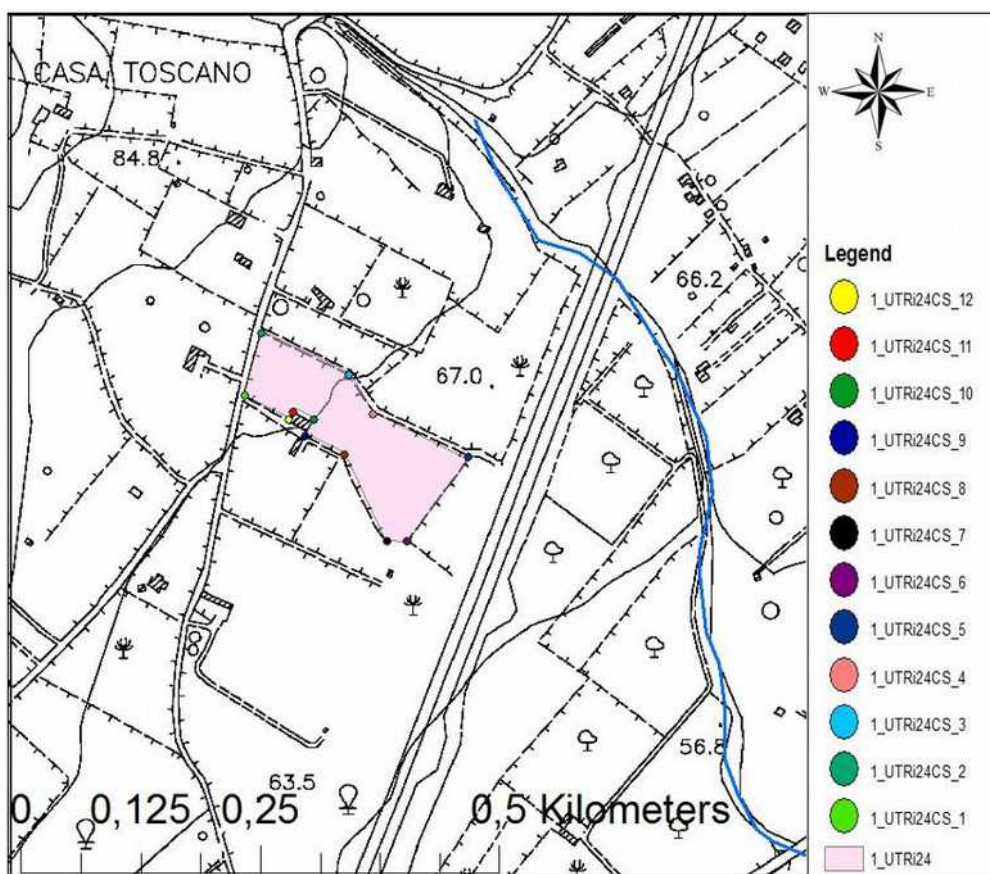 N
W E
S
CASA TOSCANO
84.8
66.2
67.0
56.8
63.5
0 0,125 0,25 0,5 Kilometers
Legend
1_UTRi24CS_12
1_UTRi24CS_11
1_UTRi24CS_10
1_UTRi24CS_9
1_UTRi24CS_8
1_UTRi24CS_7
1_UTRi24CS_6
1_UTRi24CS_5
1_UTRi24CS_4
1_UTRi24CS_3
1_UTRi24CS_2
1_UTRi24CS_1
1_UTRi24